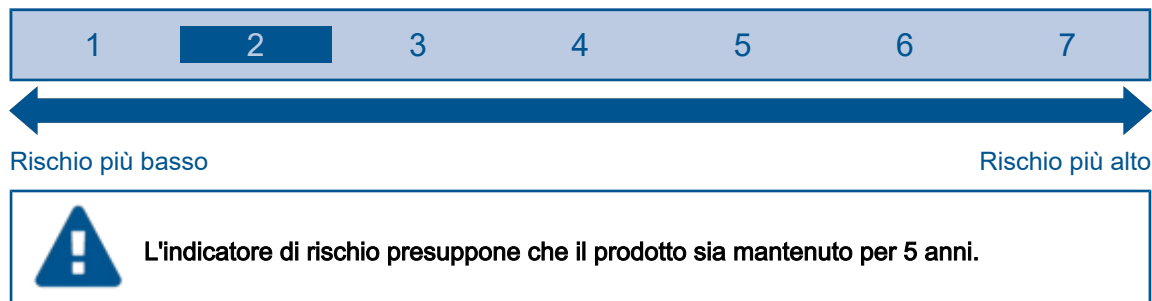 1 2 3 4 5 6 7
Rischio più basso Rischio più alto
L'indicatore di rischio presuppone che il prodotto sia mantenuto per 5 anni.